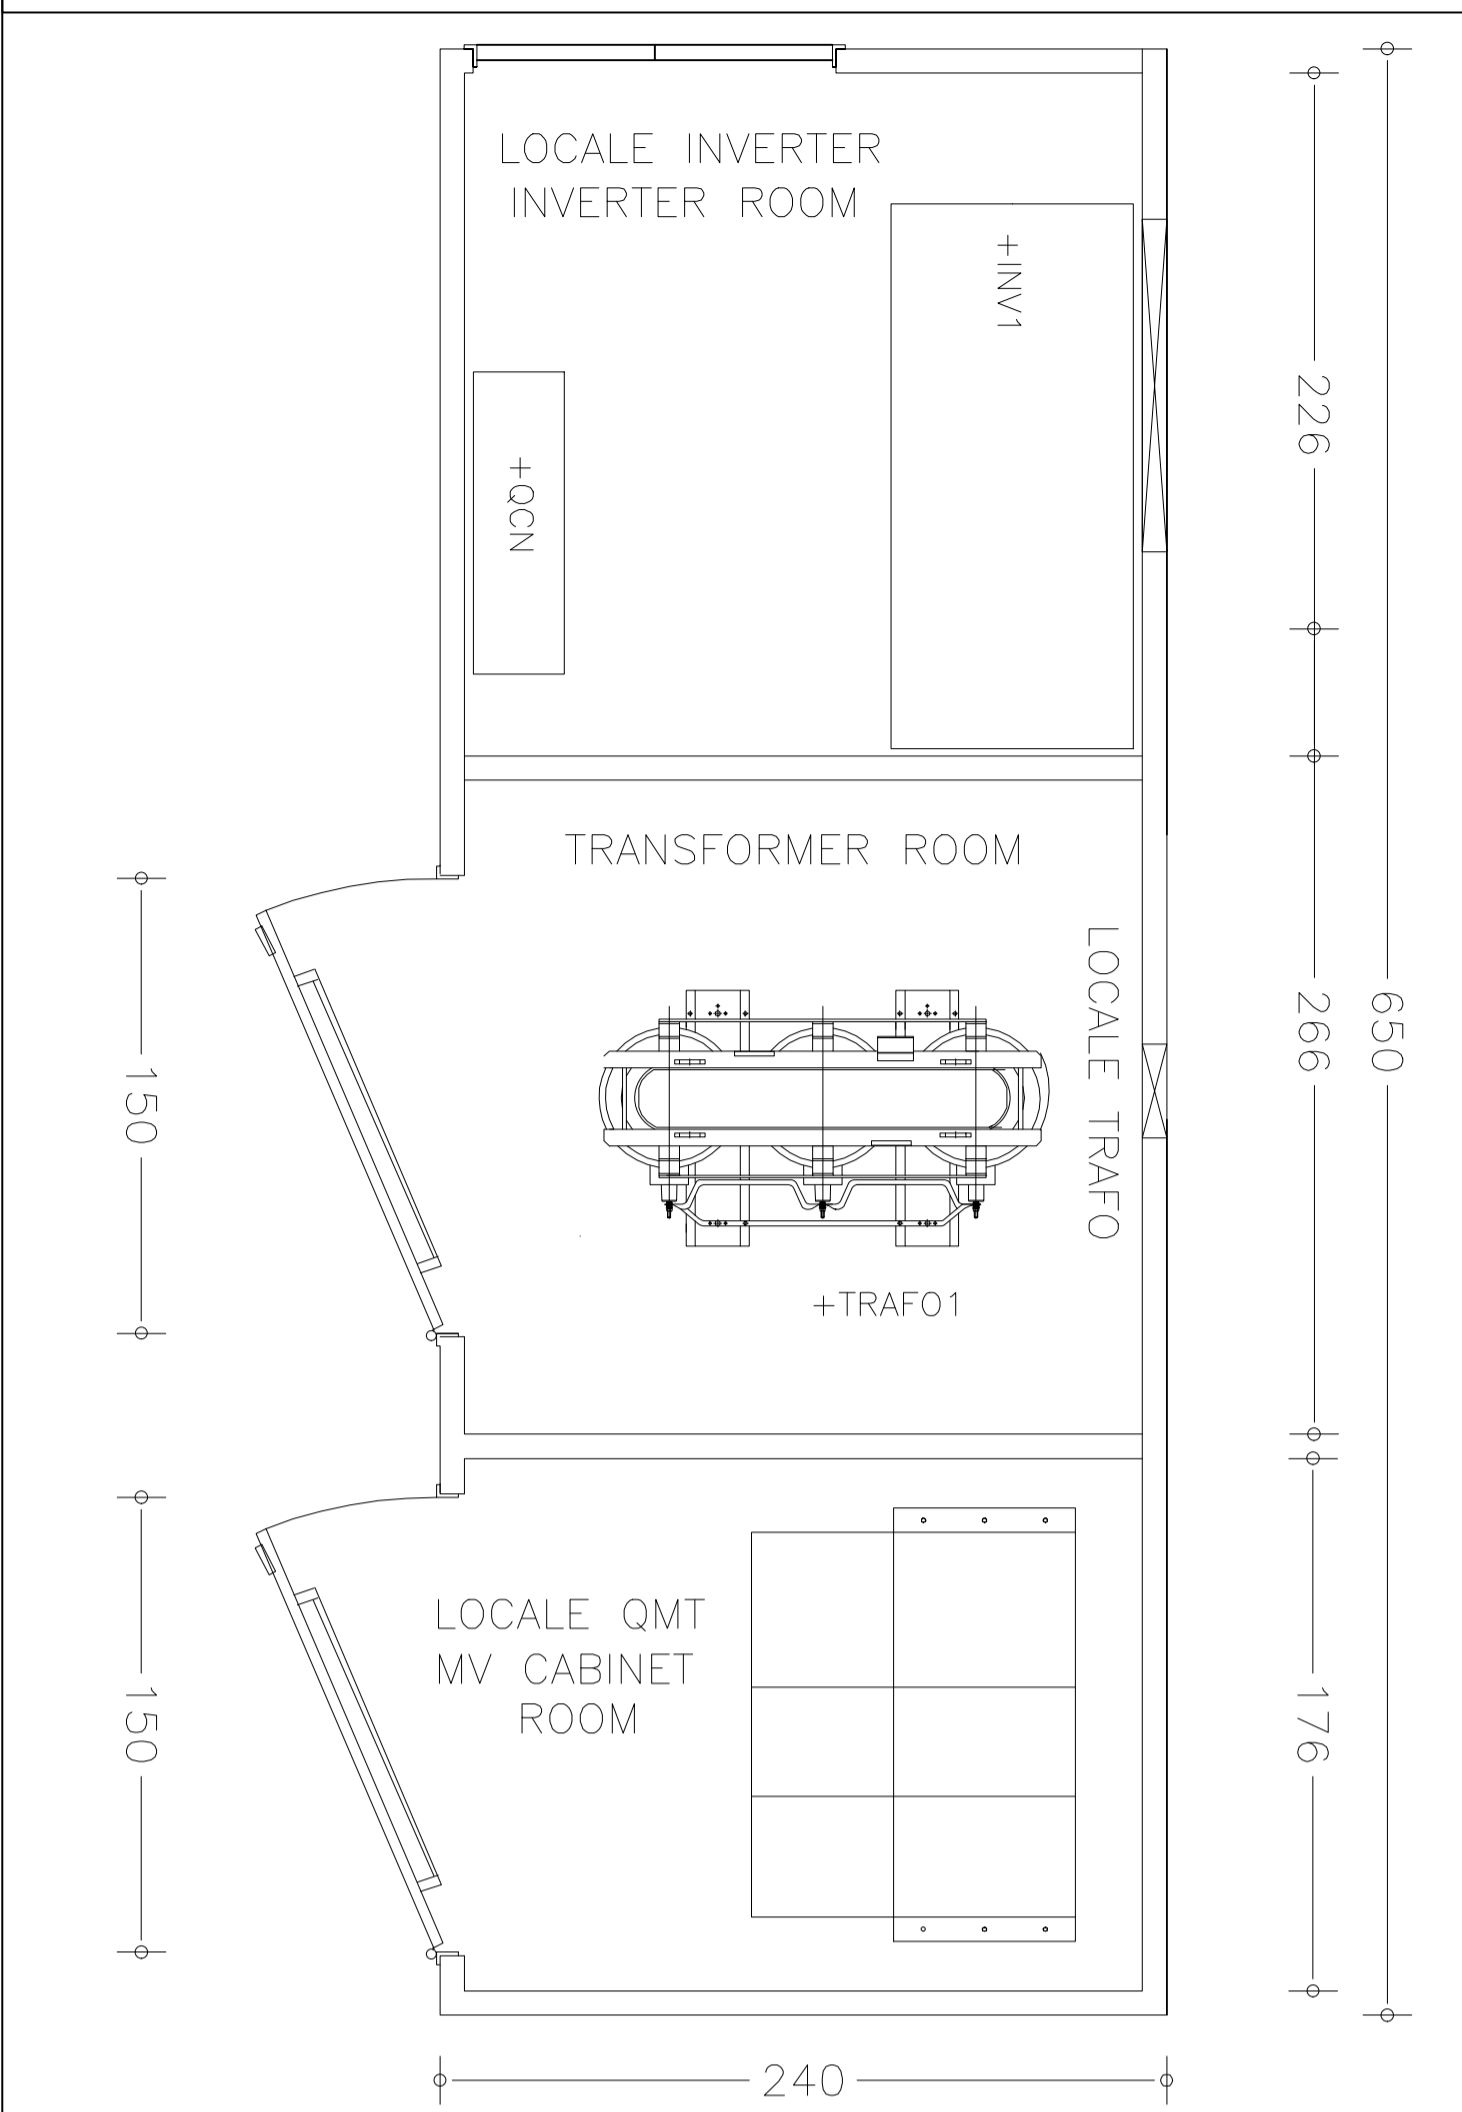 LOCALE INVERTER
INVERTER ROOM
+INV1
226
+QCN
TRANSFORMER ROOM
LOCALE TRAFO
266
650
150
+TRAFO1
LOCALE QMT
MV CABINET
ROOM
150
176
240